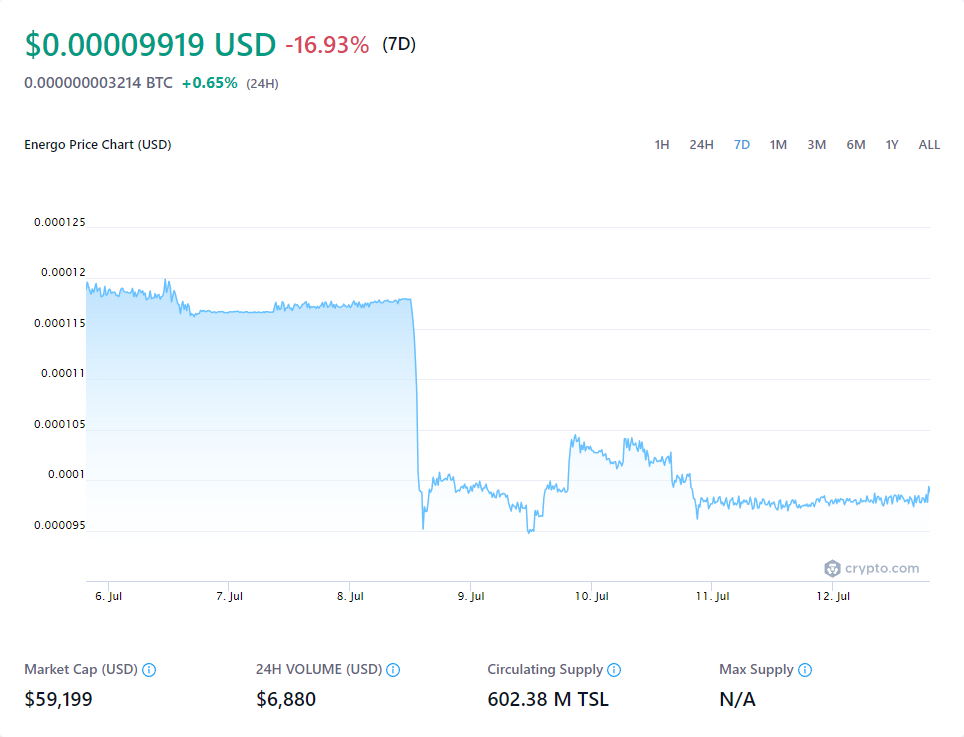 $0.00009919 USD -16.93% (7D)
0.000000003214 BTC +0.65% (24H)
Energo Price Chart (USD) 1H 24H 7D 1M 3M 6M 1Y ALL
0.000125
0.00012
0.000115
0.00011
0.000105
0.0001
0.000095
crypto.com
6. Jul 7. Jul 8. Jul 9. Jul 10. Jul 11. Jul 12. Jul
Market Cap (USD) 24H VOLUME (USD) Circulating Supply Max Supply
$59,199 $6,880 602.38 M TSL N/A